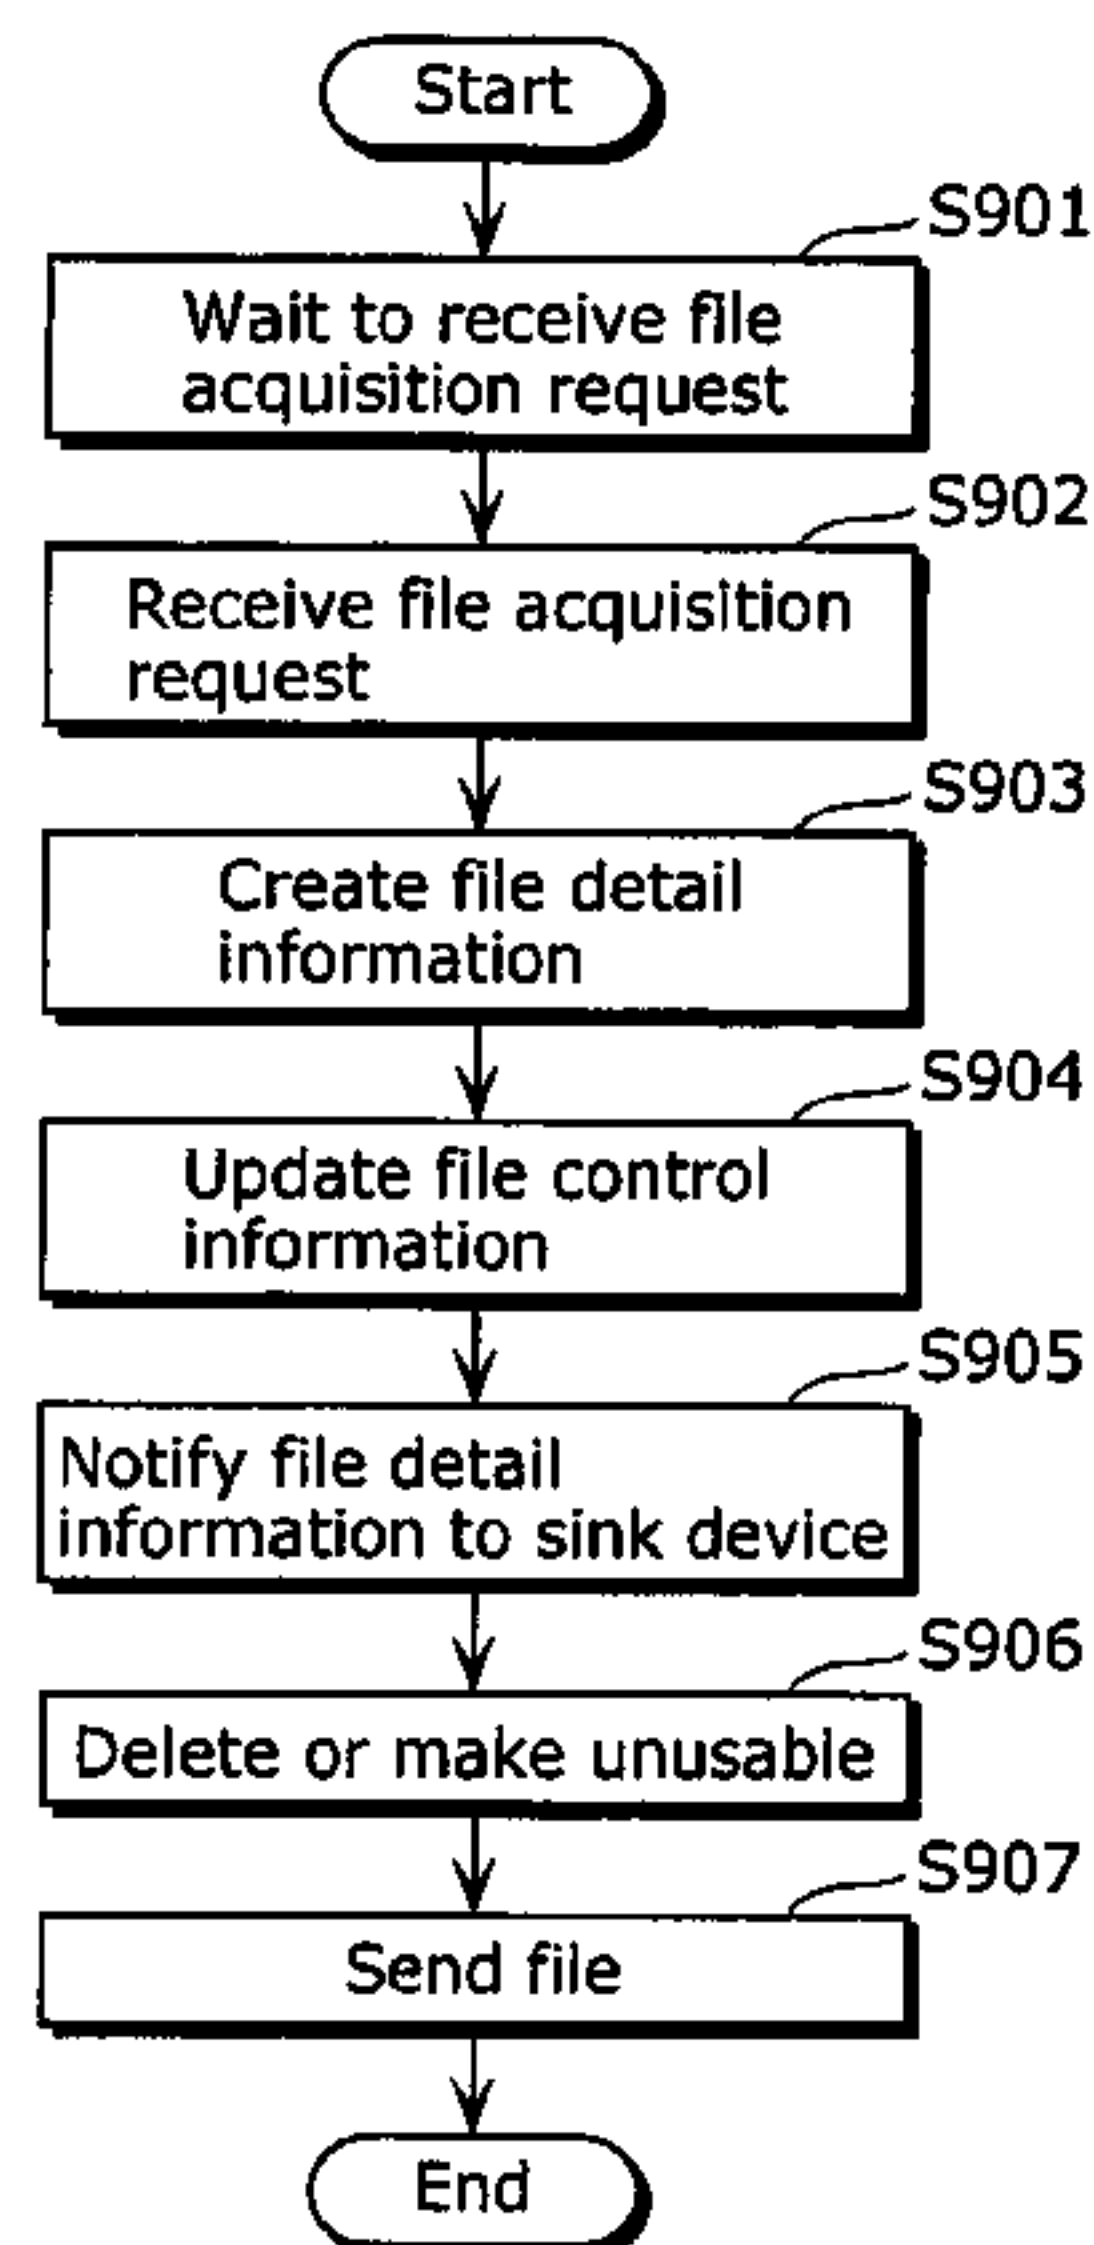 Start
S901
Wait to receive file
acquisition request
S902
Receive file acquisition
request
S903
Create file detail
information
S904
Update file control
information
S905
Notify file detail
information to sink device
S906
Delete or make unusable
S907
Send file
End